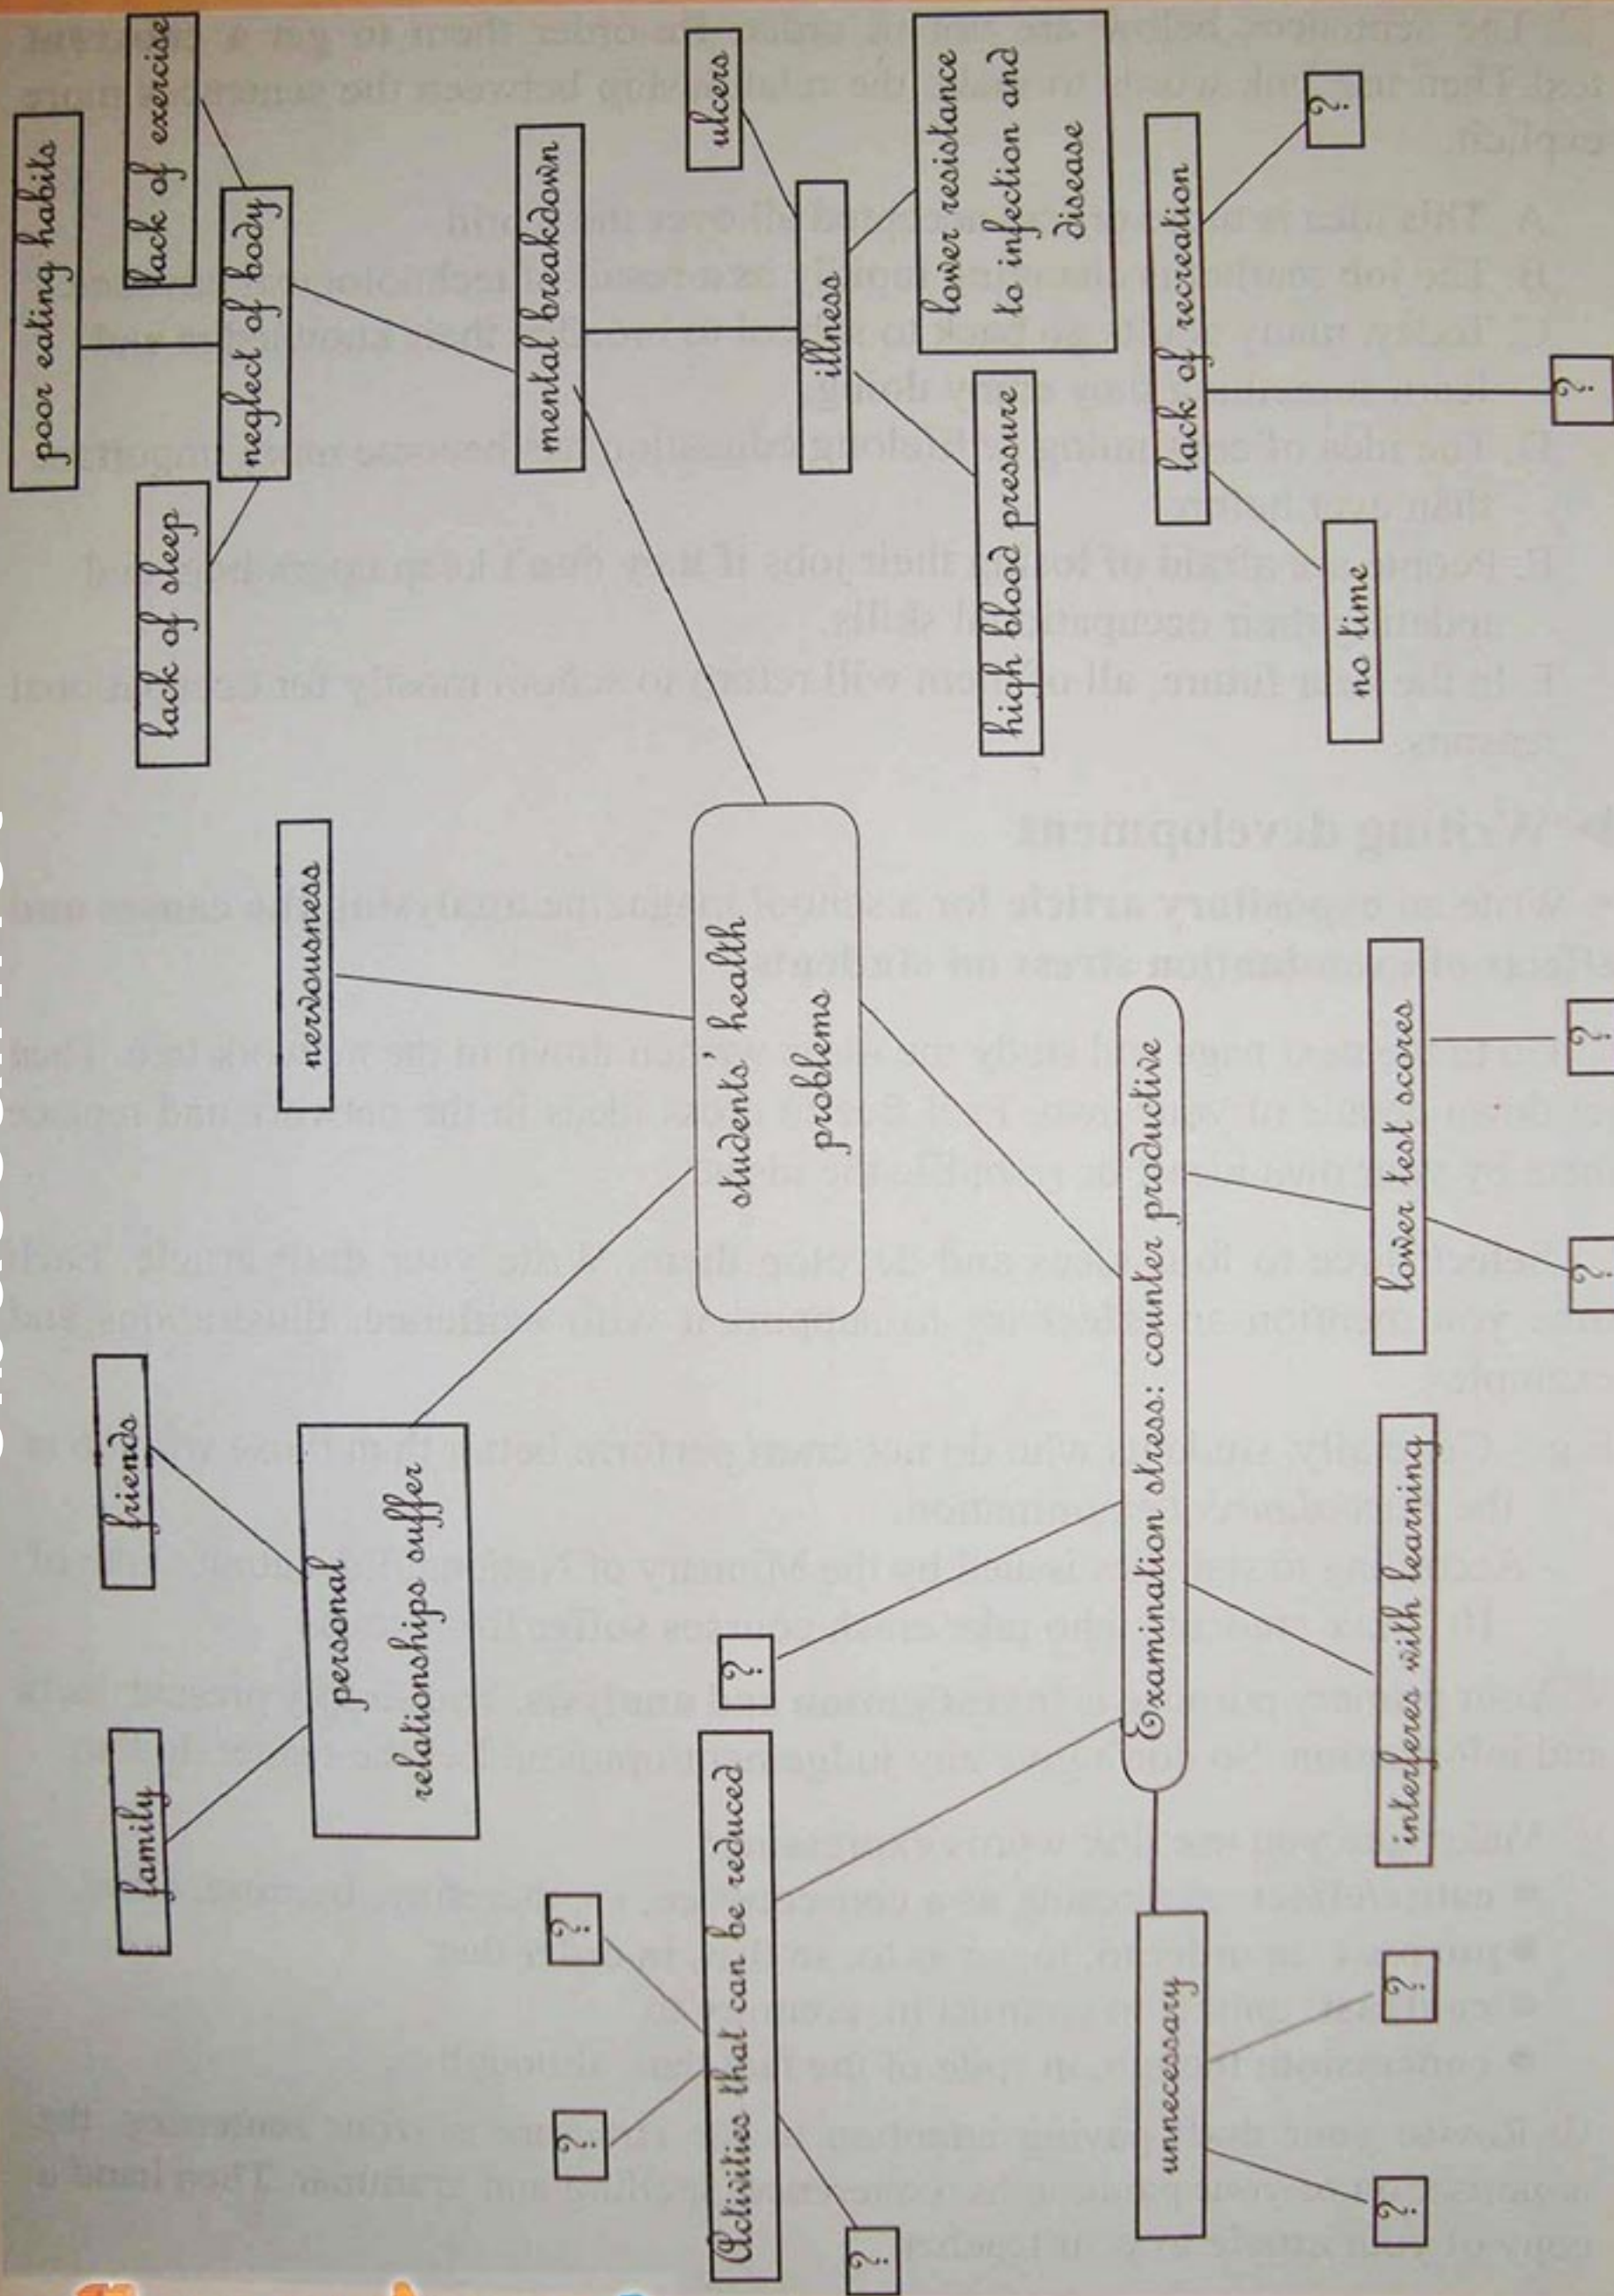 poor eating habits
family
friends
lack of sleep
lack of exercise
neglect of body
nervousness
personal
relationships suffer
mental breakdown
?
?
Activities that can be reduced
?
students' health
problems
ulcers
illness
?
high blood pressure
lower resistance
to infection and
disease
unnecessary
Examination stress: counter productive
lack of recreation
no time
?
?
?
interferes with learning
lower test scores
?
?
?